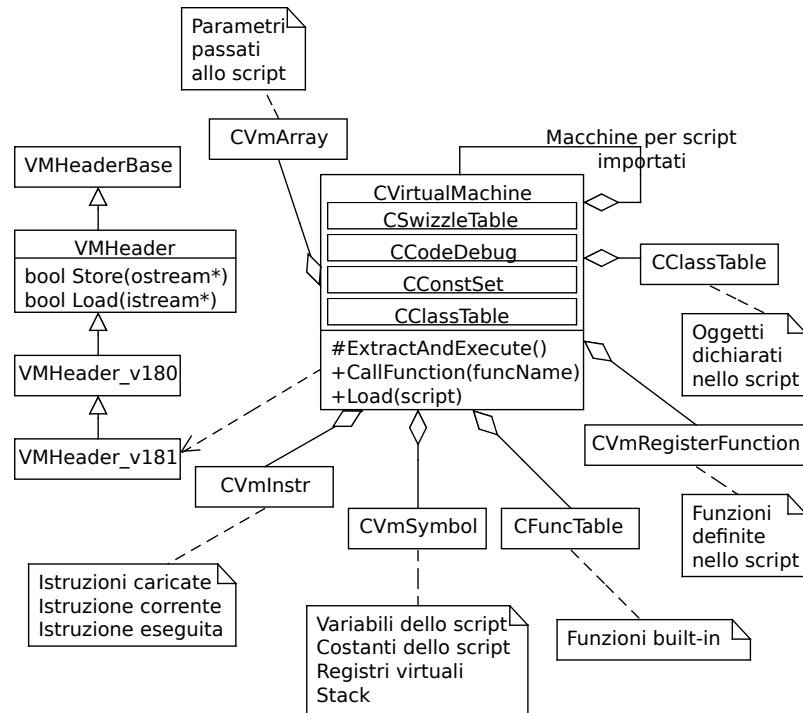 Parametri
passati
allo script
CVmArray
Macchine per script
importati
VMHeaderBase
CVirtualMachine
CSwizzleTable
CCodeDebug
CConstSet
CClassTable
VMHeader
bool Store(ostream*)
bool Load(istream*)
CClassTable
#ExtractAndExecute()
+CallFunction(funcName)
+Load(script)
Oggetti
dichiarati
nello script
VMHeader_v180
VMHeader_v181
CVmRegisterFunction
CVmInstr
CVmSymbol
CFuncTable
Funzioni
definite
nello script
Istruzioni caricate
Istruzione corrente
Istruzione eseguita
Variabili dello script
Costanti dello script
Registri virtuali
Stack
Funzioni built-in